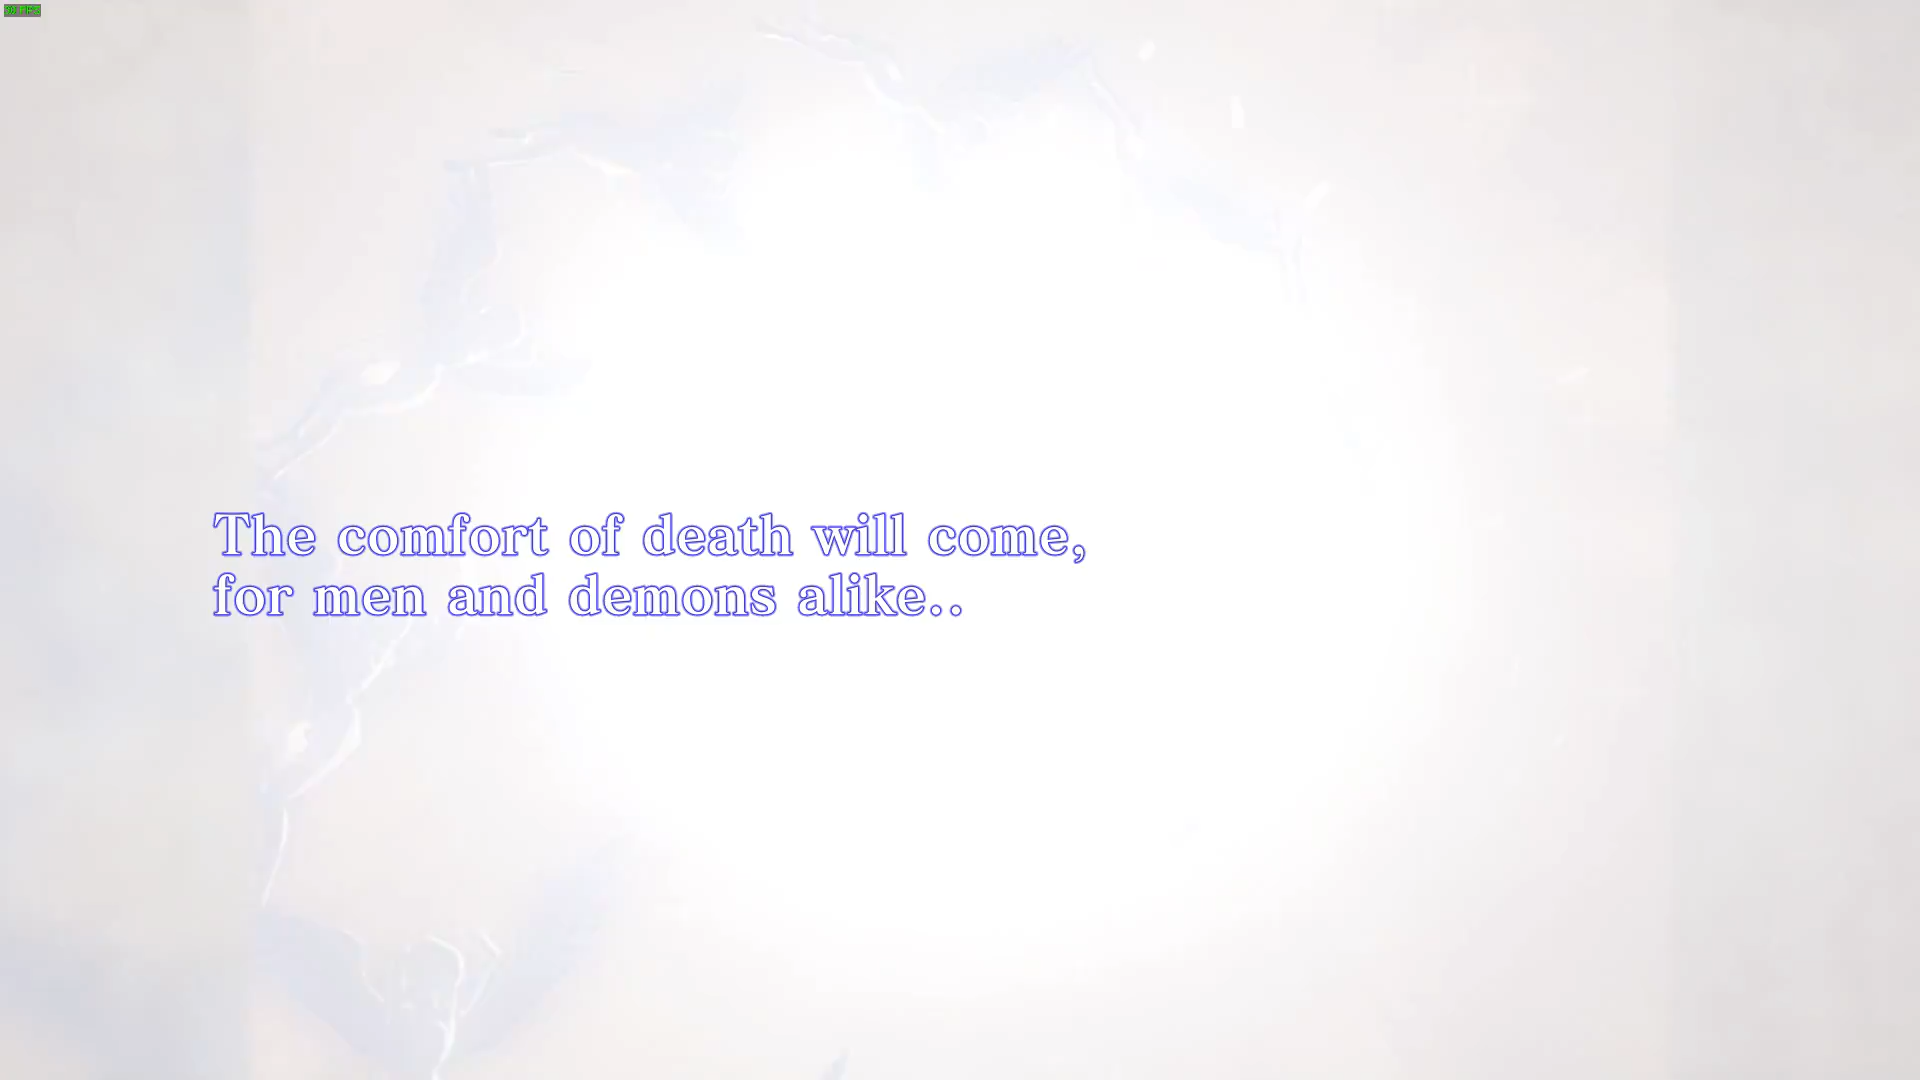 The comfort of death will come,
for men and demons alike..